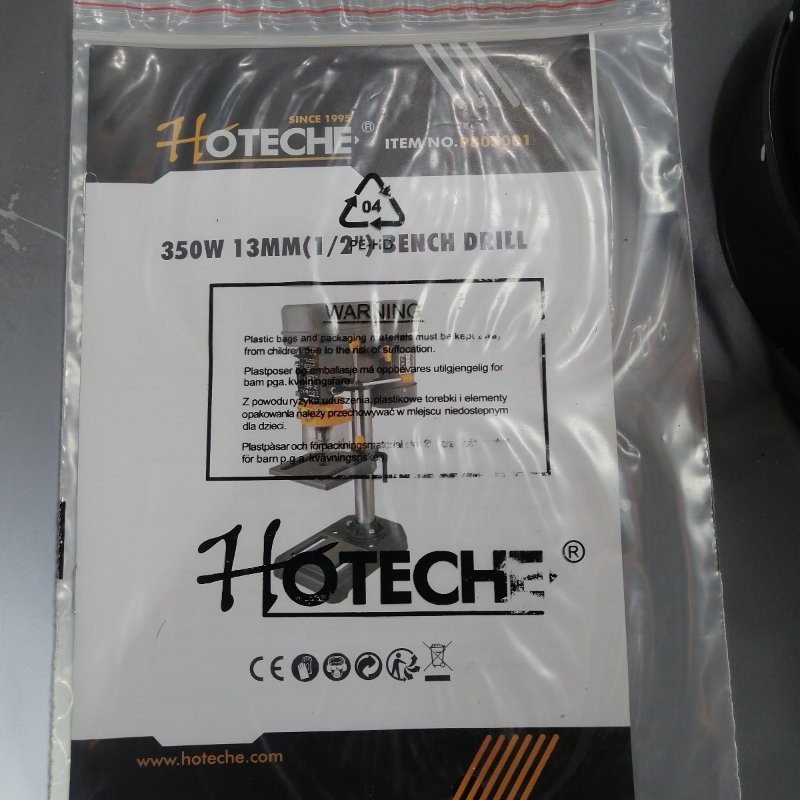 SINCE 1995
HOTECHE®
ITEM NO.
04
PE-HD
350W 13MM(1/2") BENCH DRILL
WARNING
Plastic bags and packaging materials must be kept away
from children due to the risk of suffocation.
Plastposer og emballasje må oppbevares utilgjengelig for
barn pga. kvelningsfare.
Z powodu ryzyka uduszenia, plastikowe torebki i elementy
opakowania należy przechowywać w miejscu niedostępnym
dla dzieci.
Plastpåsar och förpackningsmaterial
för barn p.g.a. kvävningsrisken
HOTECHE®
CE
www.hoteche.com